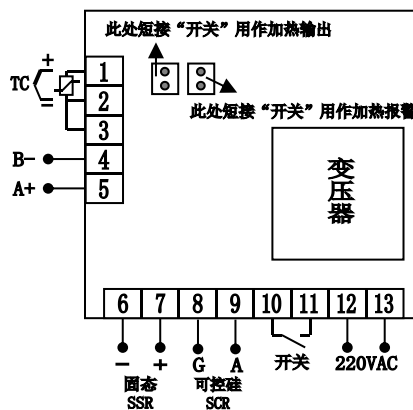 此处短接“开关”用作加热输出
此处短接“开关”用作加热报警
TC
+
=
1
2
3
B- 4
A+ 5
变压器
6 7 8 9 10 11 12 13
- + G A 开关 220VAC
固态 可控硅
SSR SCR